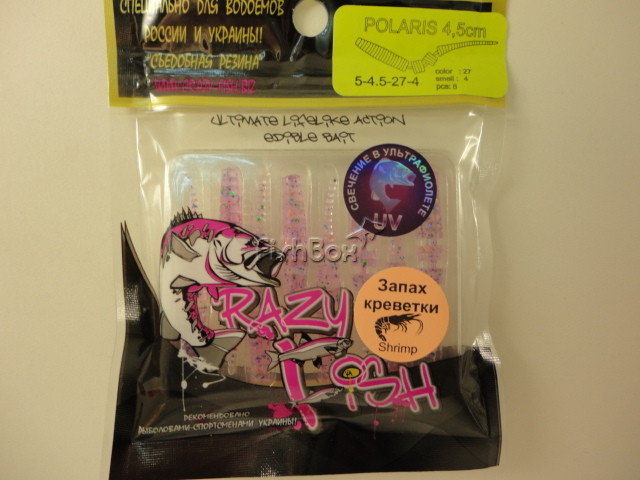 СПЕЦИАЛЬНО ДЛЯ ВОДОЕМОВ
РОССИИ И УКРАИНЫ!!
"СЪЕДОБНАЯ РЕЗИНА"
POLARIS 4,5cm
5-4.5-27-4
color : 27
smell : 4
pcs: 8
ULTIMATE LIFELIKE ACTION
EDIBLE BAIT
СВЕЧЕНИЕ В УЛЬТРАФИОЛЕТЕ
UV
FishBox
Запах
креветки
Shrimp
CRAZY
FISH
РЕКОМЕНДОВАНО
РЫБОЛОВАМИ-СПОРТСМЕНАМИ УКРАИНЫ!!